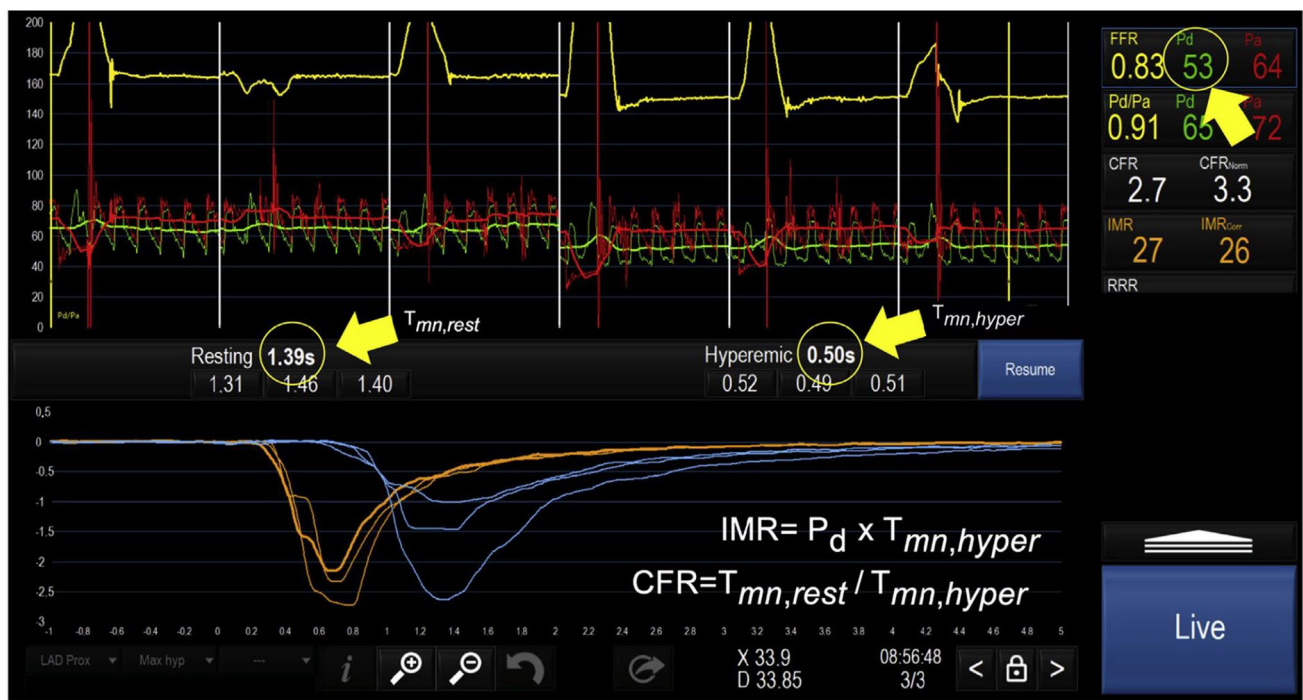 200
180
160
140
120
100
80
60
40
20
0
Pd/Pa
FFR Pd Pa
0.83 53 64
Pd/Pa Pd Pa
0.91 65 72
CFR CFRNorm
2.7 3.3
IMR IMRCorr
27 26
RRR
Tmn,rest
Tmn,hyper
Resting 1.39s
1.31 1.46 1.40
Hyperemic 0.50s
0.52 0.49 0.51
Resume
0,5
0
-0.5
-1
-1.5
-2
-2.5
-3
IMR= Pd x Tmn,hyper
CFR=Tmn,rest / Tmn,hyper
-1 -0.8 -0.6 -0.4 -0.2 0 0.2 0.4 0.6 0.8 1 1.2 1.4 1.6 1.8 2 2.2 2.4 2.6 2.8 3 3.2 3.4 3.6 3.8 4 4.2 4.4 4.6 4.8 5
LAD Prox Max hyp ---
i
X 33.9 08:56:48
D 33.85 3/3
< >
Live